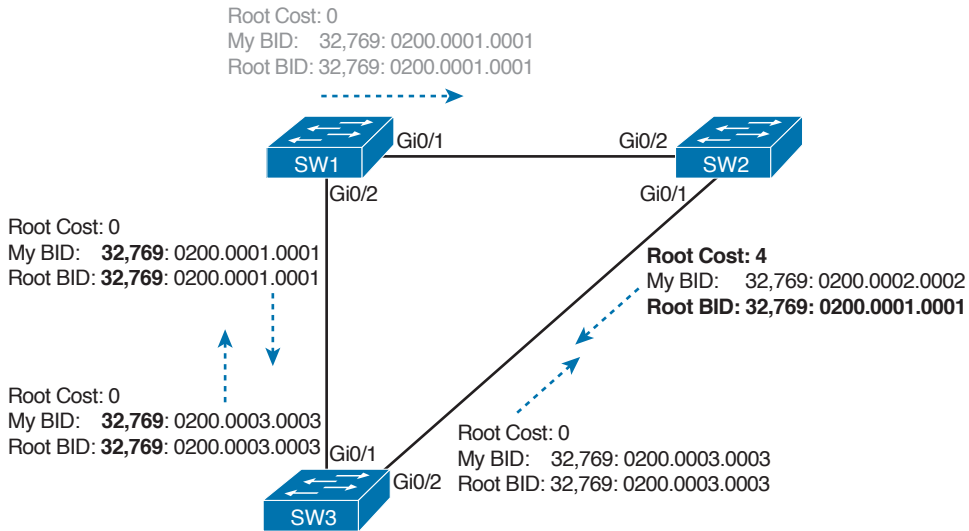 Root Cost: 0
My BID: 32,769: 0200.0001.0001
Root BID: 32,769: 0200.0001.0001
Gi0/1
Gi0/2
SW1
SW2
Gi0/2
Gi0/1
Root Cost: 0
My BID: 32,769: 0200.0001.0001
Root BID: 32,769: 0200.0001.0001
Root Cost: 4
My BID: 32,769: 0200.0002.0002
Root BID: 32,769: 0200.0001.0001
Root Cost: 0
My BID: 32,769: 0200.0003.0003
Root BID: 32,769: 0200.0003.0003
Root Cost: 0
My BID: 32,769: 0200.0003.0003
Root BID: 32,769: 0200.0003.0003
Gi0/1
Gi0/2
SW3